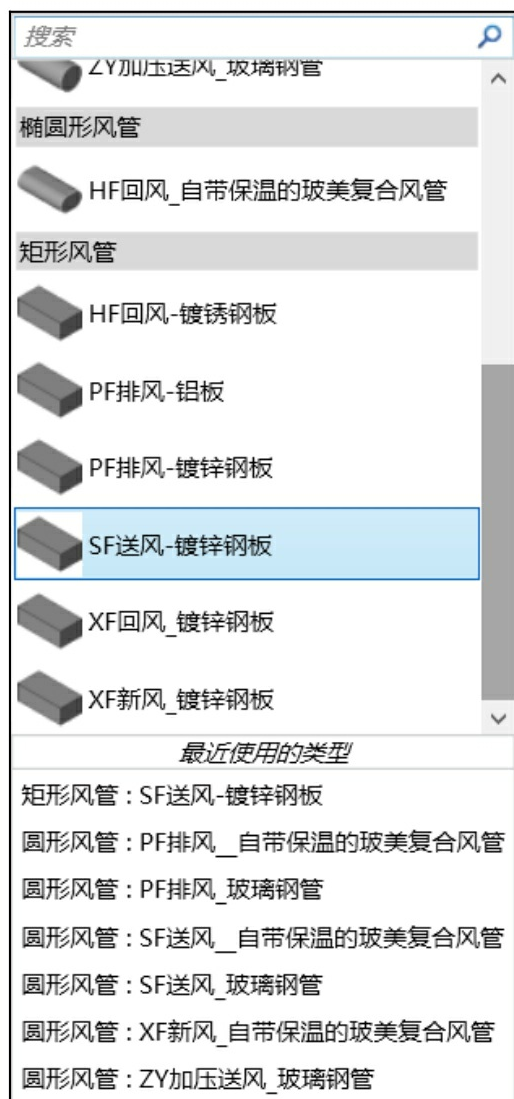 搜索
ZY加压送风_玻璃钢管
椭圆形风管
HF回风_自带保温的玻美复合风管
矩形风管
HF回风-镀锈钢板
PF排风-铝板
PF排风-镀锌钢板
SF送风-镀锌钢板
XF回风_镀锌钢板
XF新风_镀锌钢板
最近使用的类型
矩形风管 : SF送风-镀锌钢板
圆形风管 : PF排风__自带保温的玻美复合风管
圆形风管 : PF排风_玻璃钢管
圆形风管 : SF送风__自带保温的玻美复合风管
圆形风管 : SF送风_玻璃钢管
圆形风管 : XF新风_自带保温的玻美复合风管
圆形风管 : ZY加压送风_玻璃钢管